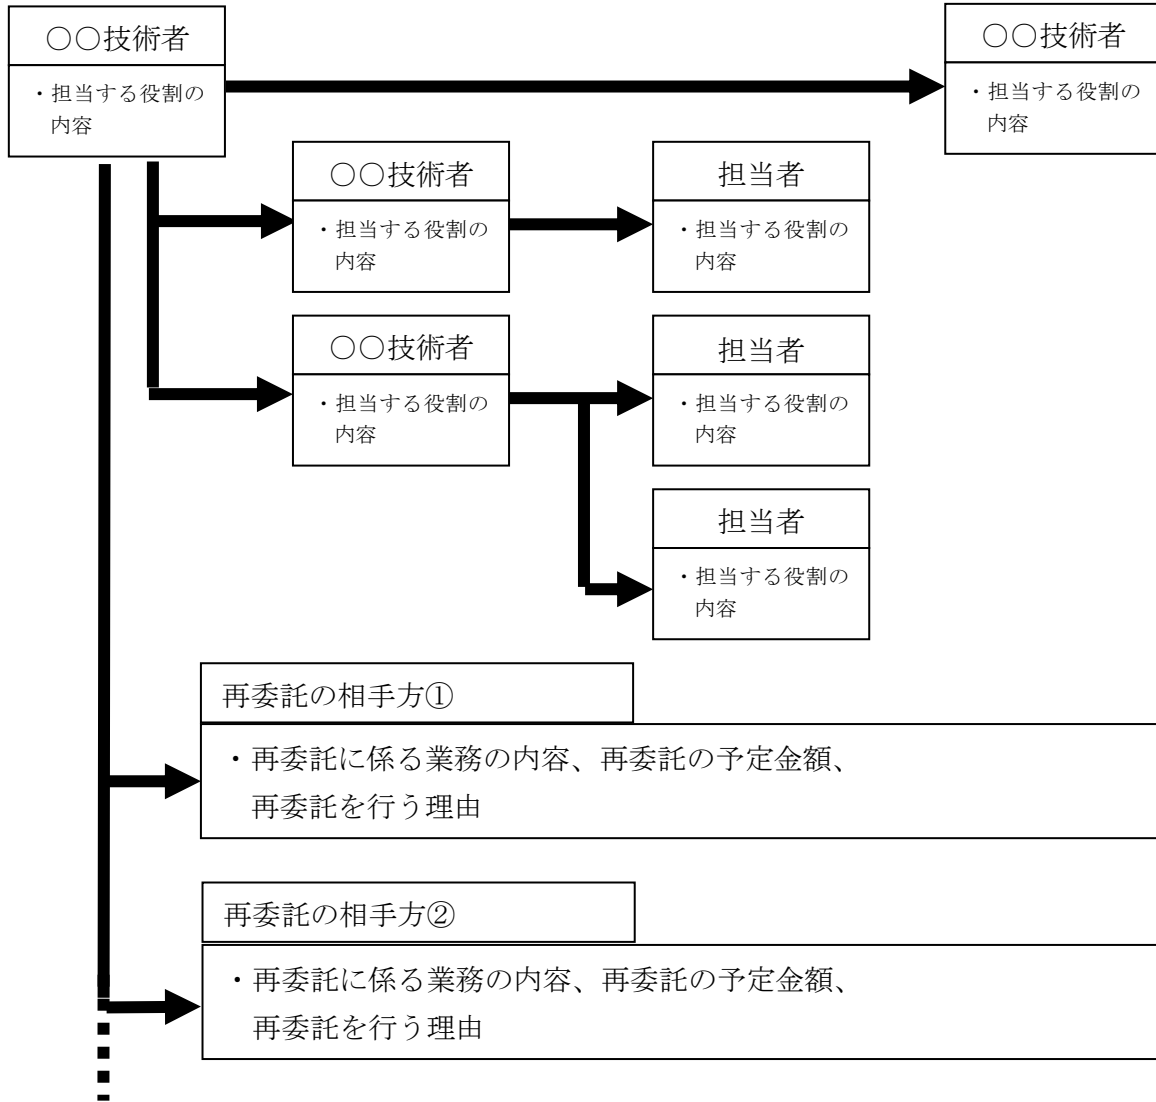 ○○技術者
・担当する役割の
内容
○○技術者
・担当する役割の
内容
○○技術者
・担当する役割の
内容
担当者
・担当する役割の
内容
○○技術者
・担当する役割の
内容
担当者
・担当する役割の
内容
担当者
・担当する役割の
内容
再委託の相手方①
・再委託に係る業務の内容、再委託の予定金額、
再委託を行う理由
再委託の相手方②
・再委託に係る業務の内容、再委託の予定金額、
再委託を行う理由